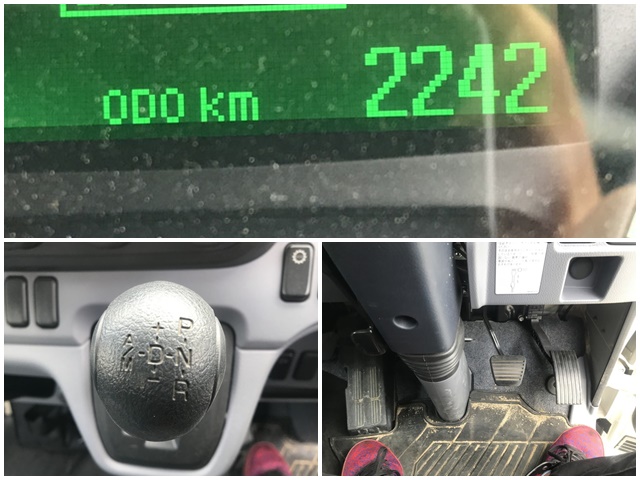 ODO km 2242
P
+
A-D-N
M - R